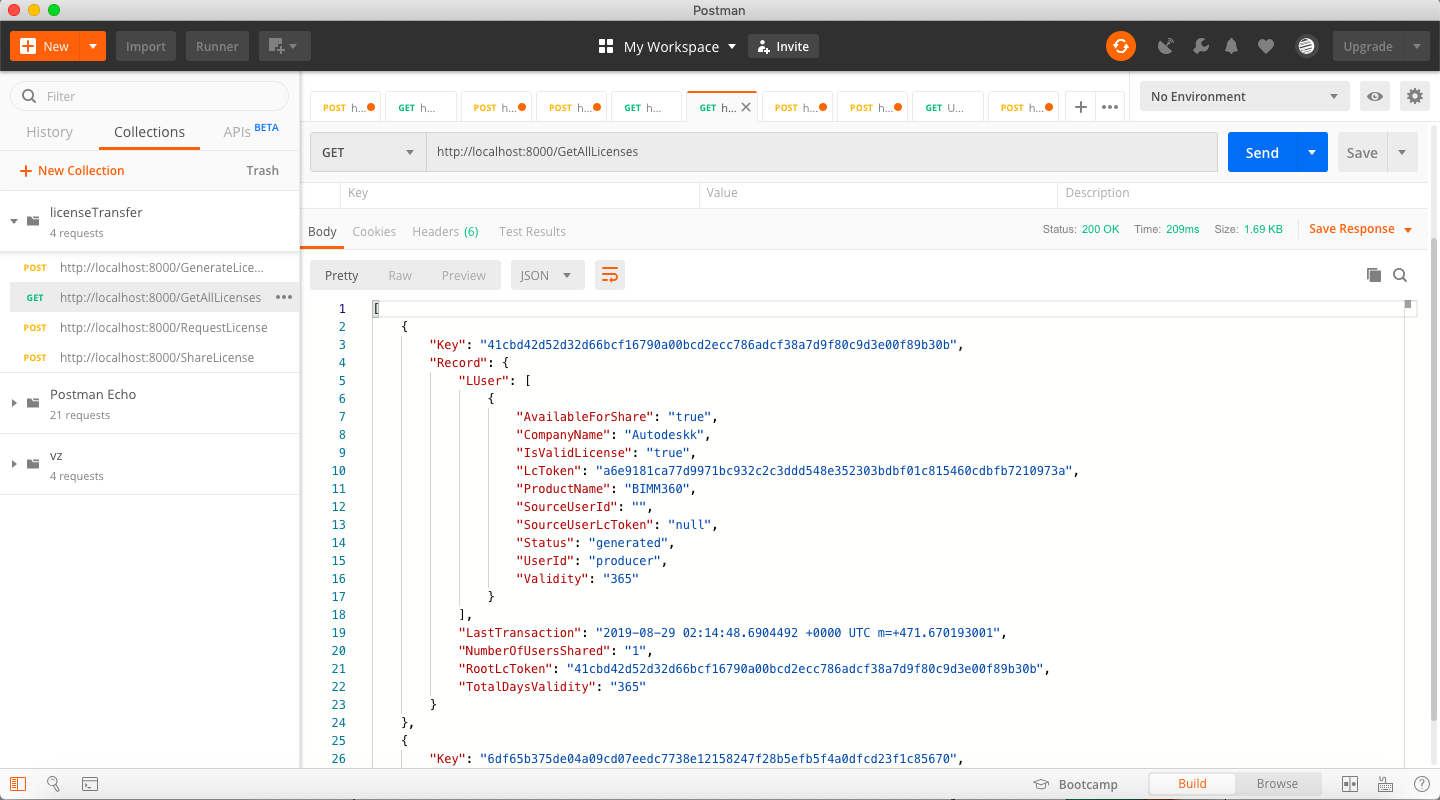 Postman
New
Import
Runner
My Workspace
Invite
Upgrade
Filter
History
Collections
APIs BETA
New Collection
Trash
licenseTransfer
4 requests
POST http://localhost:8000/GenerateLice...
GET http://localhost:8000/GetAllLicenses
POST http://localhost:8000/RequestLicense
POST http://localhost:8000/ShareLicense
Postman Echo
21 requests
vz
4 requests
POST h... GET h... POST h... POST h... GET h... GET h... POST h... POST h... GET U... POST h...
No Environment
GET http://localhost:8000/GetAllLicenses
Send
Save
Key Value Description
Body Cookies Headers (6) Test Results
Status: 200 OK Time: 209ms Size: 1.69 KB
Save Response
Pretty Raw Preview JSON
1 [
2 {
3 "Key": "41cbd42d52d32d66bcf16790a00bcd2ecc786adcf38a7d9f80c9d3e00f89b30b",
4 "Record": {
5 "LUser": [
6 {
7 "AvailableForShare": "true",
8 "CompanyName": "Autodeskk",
9 "IsValidLicense": "true",
10 "LcToken": "a6e9181ca77d9971bc932c2c3ddd548e352303bdbf01c815460cdbfb7210973a",
11 "ProductName": "BIMM360",
12 "SourceUserId": "",
13 "SourceUserLcToken": "null",
14 "Status": "generated",
15 "UserId": "producer",
16 "Validity": "365"
17 }
18 ],
19 "LastTransaction": "2019-08-29 02:14:48.6904492 +0000 UTC m=+471.670193001",
20 "NumberOfUsersShared": "1",
21 "RootLcToken": "41cbd42d52d32d66bcf16790a00bcd2ecc786adcf38a7d9f80c9d3e00f89b30b",
22 "TotalDaysValidity": "365"
23 }
24 },
25 {
26 "Key": "6df65b375de04a09cd07eedc7738e12158247f28b5efb5f4a0dfcd23f1c85670",
Bootcamp
Build
Browse